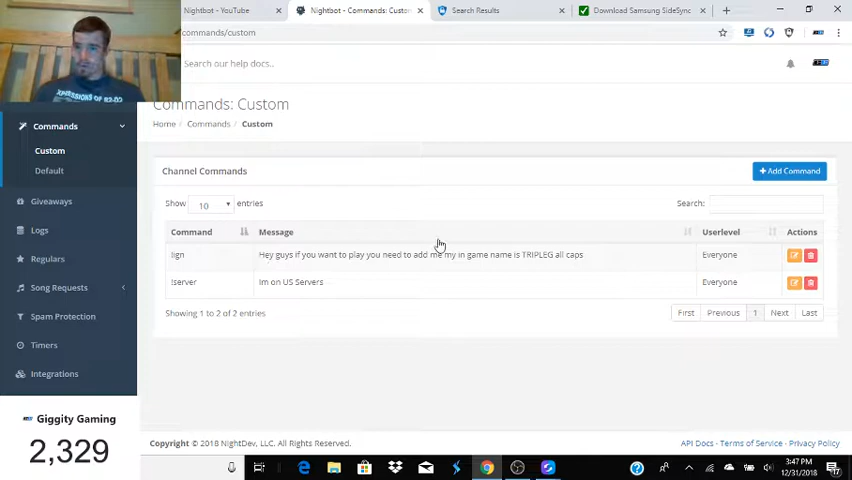 Nightbot - YouTube
Nightbot - Commands: Custom
Search Results
Download Samsung SideSync
commands/custom
Search our help docs..
XPRESSIONS OF
Commands: Custom
Home / Commands / Custom
Commands
Custom
Default
Giveaways
Logs
Regulars
Song Requests
Spam Protection
Timers
Integrations
Channel Commands
+ Add Command
Show 10 entries
Search:
Command Message Userlevel Actions
!ign Hey guys if you want to play you need to add me my in game name is TRIPLEG all caps Everyone
!server Im on US Servers Everyone
Showing 1 to 2 of 2 entries
First Previous 1 Next Last
Giggity Gaming
2,329
Copyright © 2018 NightDev, LLC. All Rights Reserved.
API Docs - Terms of Service - Privacy Policy
3:47 PM
12/31/2018
17